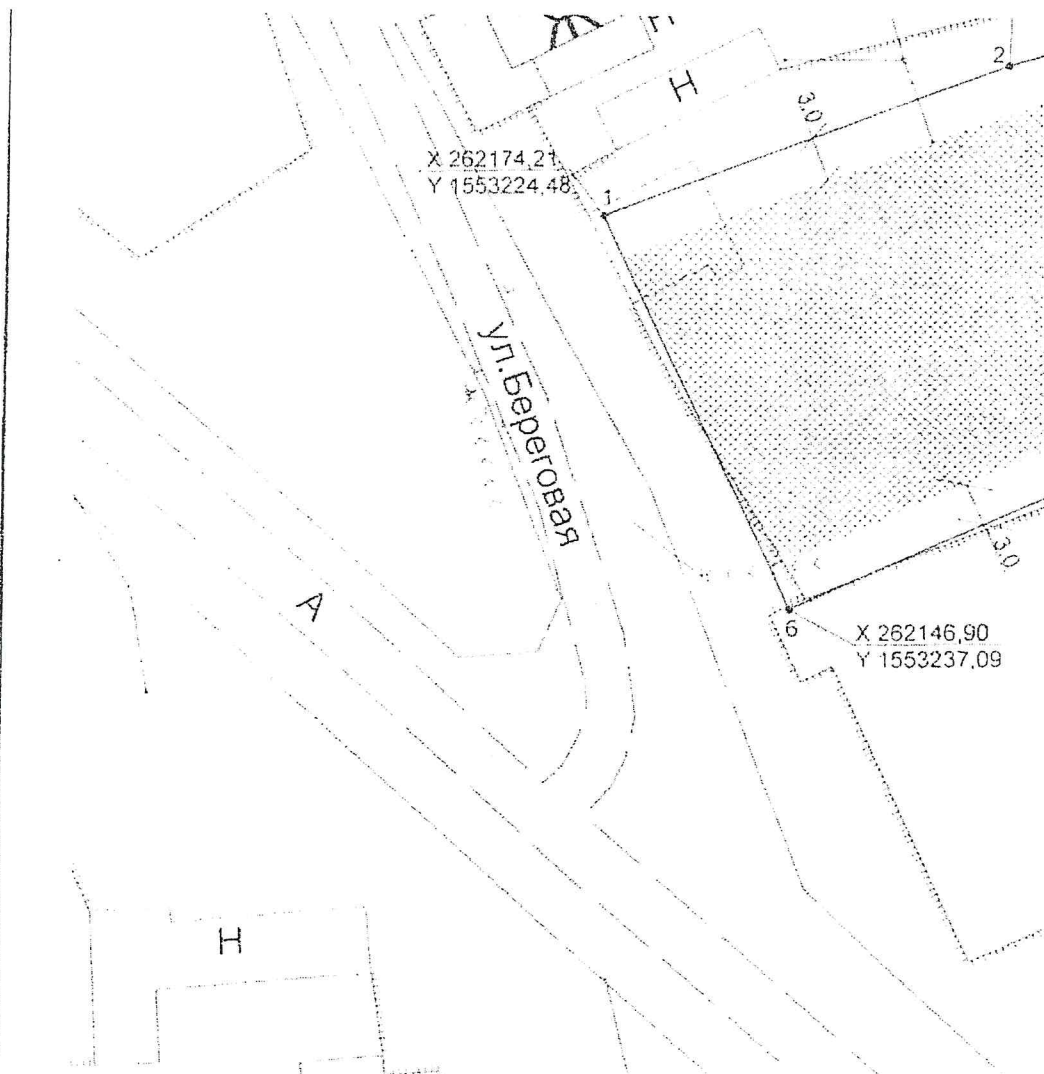 Н
Н
2
3.0
X 262174,21
Y 1553224,48
1
ул.Береговая
3.0
А
6
X 262146,90
Y 1553237,09
Н